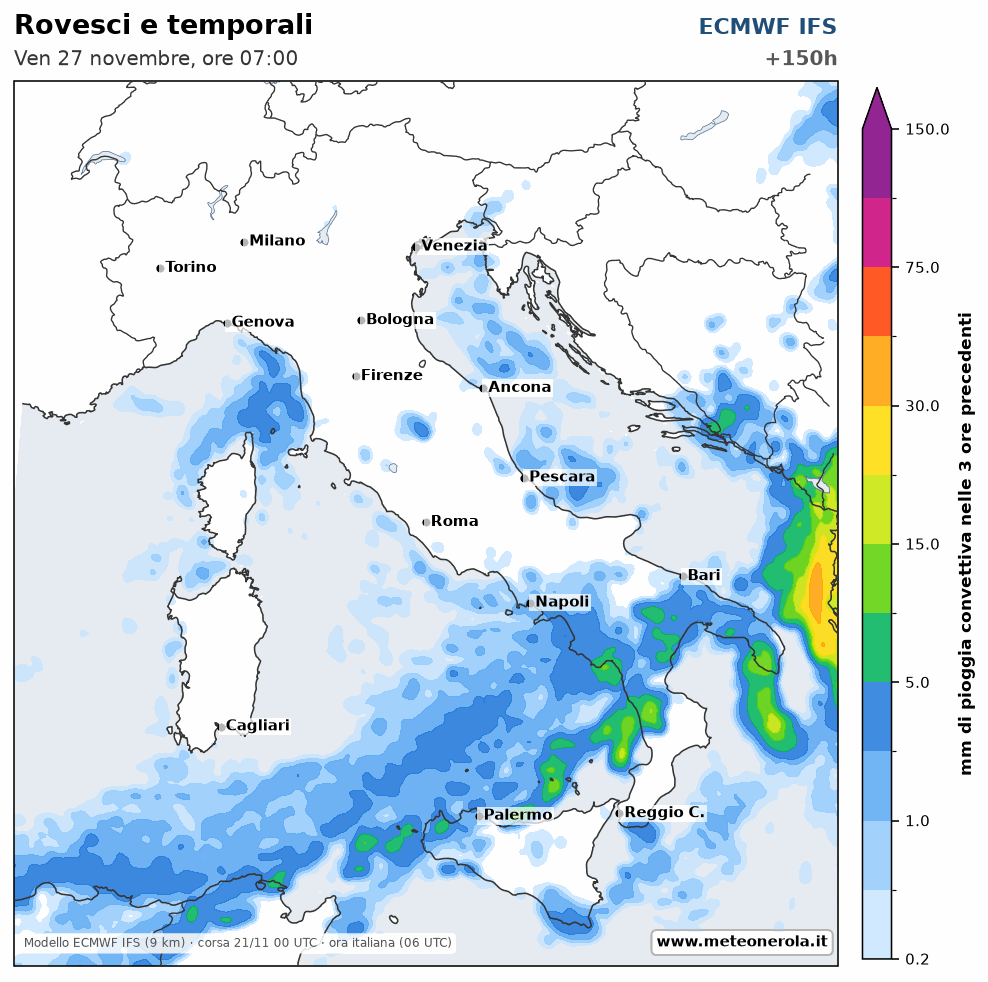 Rovesci e temporali
ECMWF IFS
Ven 27 novembre, ore 07:00
+150h
150.0
75.0
30.0
15.0
5.0
1.0
0.2
mm di pioggia convettiva nelle 3 ore precedenti
Milano
Venezia
Torino
Genova
Bologna
Firenze
Ancona
Pescara
Roma
Bari
Napoli
Cagliari
Palermo
Reggio C.
Modello ECMWF IFS (9 km) · corsa 21/11 00 UTC · ora italiana (06 UTC)
www.meteonerola.it